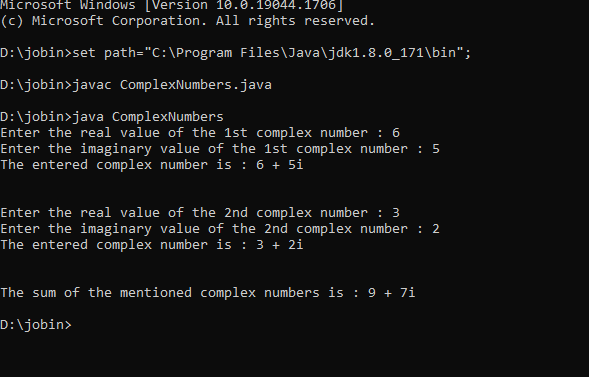 Microsoft Windows [Version 10.0.19044.1706]
(c) Microsoft Corporation. All rights reserved.
D:\jobin>set path="C:\Program Files\Java\jdk1.8.0_171\bin";
D:\jobin>javac ComplexNumbers.java
D:\jobin>java ComplexNumbers
Enter the real value of the 1st complex number : 6
Enter the imaginary value of the 1st complex number : 5
The entered complex number is : 6 + 5i
Enter the real value of the 2nd complex number : 3
Enter the imaginary value of the 2nd complex number : 2
The entered complex number is : 3 + 2i
The sum of the mentioned complex numbers is : 9 + 7i
D:\jobin>